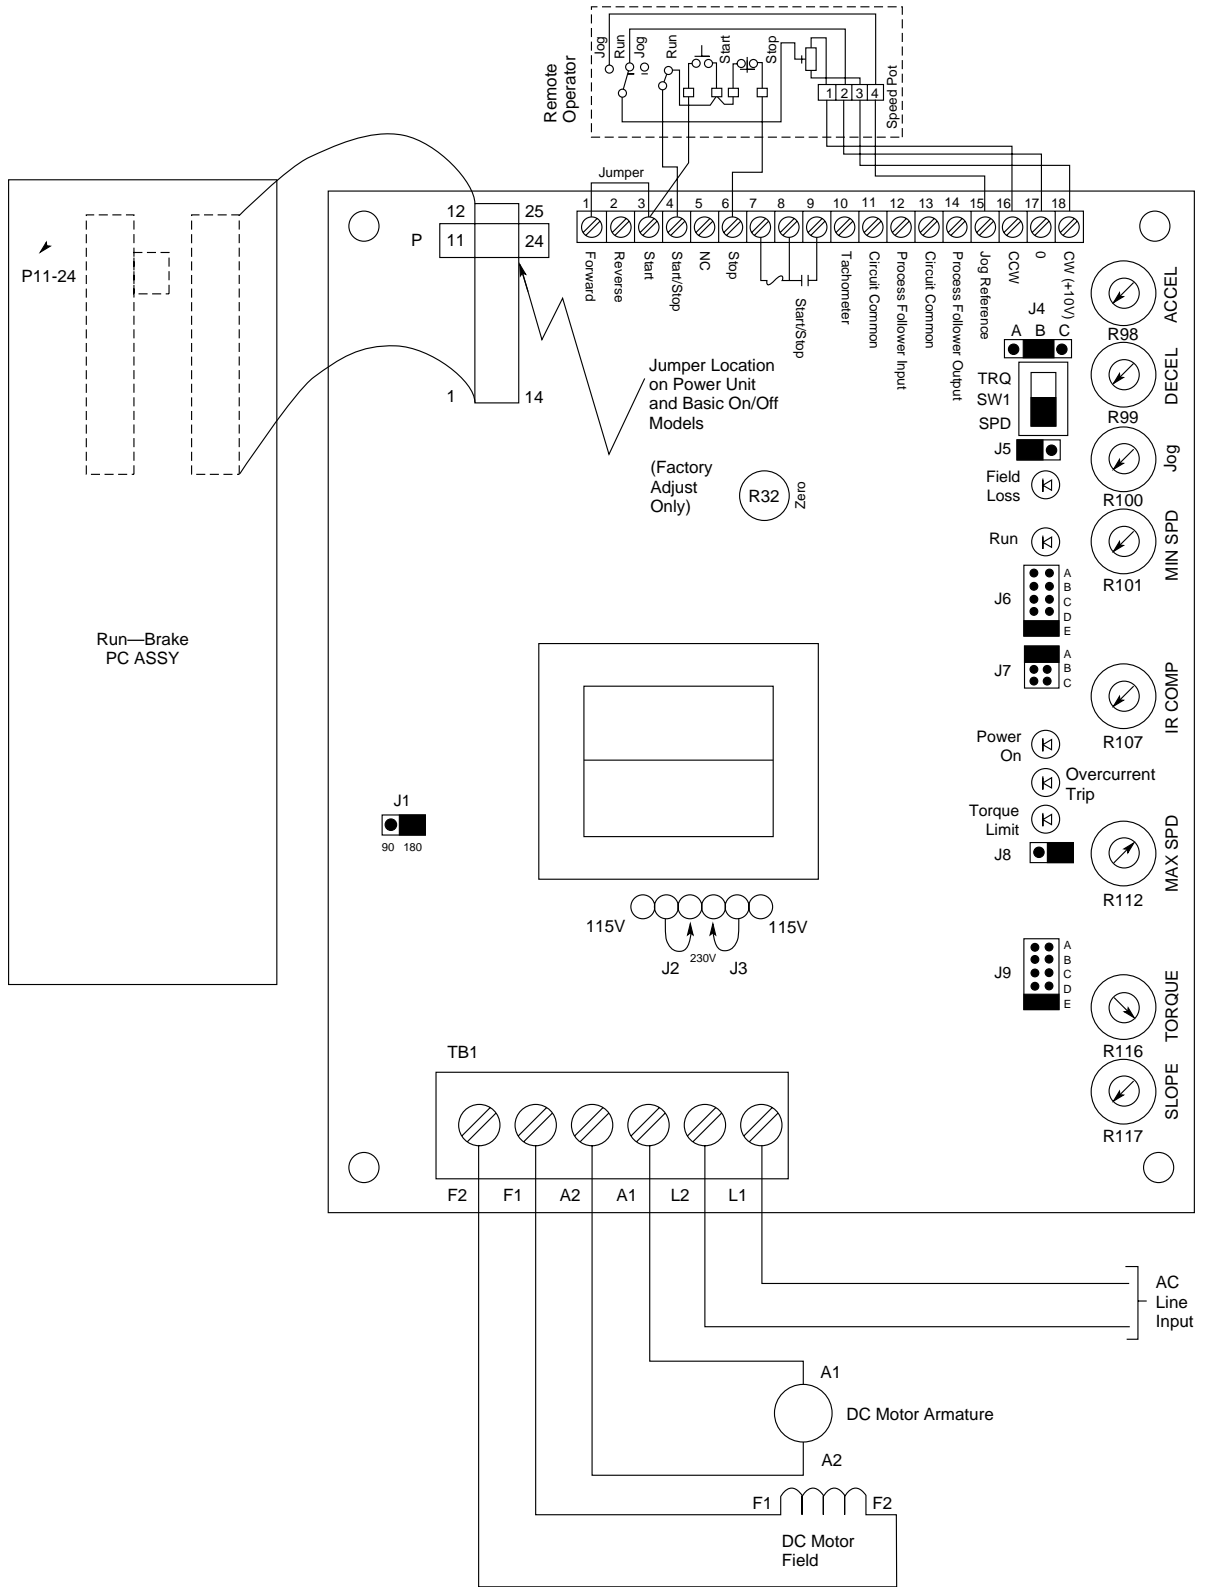 Remote
Operator
Jog
Run
Jog
Run
Start
Stop
1 2 3 4
Speed Pot
Jumper
1 2 3 4 5 6 7 8 9 10 11 12 13 14 15 16 17 18
Forward
Reverse
Start
Start/Stop
NC
Stop
Start/Stop
Tachometer
Circuit Common
Process Follower Input
Circuit Common
Process Follower Output
Jog Reference
CCW
0
CW (+10V)
P11-24
12 25
P 11 24
1 14
Jumper Location
on Power Unit
and Basic On/Off
Models
(Factory
Adjust
Only)
R32
Zero
J4
A B C
TRQ
SW1
SPD
J5
Field
Loss
Run
J6
A
B
C
D
E
J7
A
B
C
Power
On
Overcurrent
Trip
Torque
Limit
J8
J9
A
B
C
D
E
ACCEL
R98
DECEL
R99
Jog
R100
MIN SPD
R101
IR COMP
R107
MAX SPD
R112
TORQUE
R116
SLOPE
R117
Run—Brake
PC ASSY
J1
90 180
115V 115V
230V
J2 J3
TB1
F2 F1 A2 A1 L2 L1
AC
Line
Input
A1
DC Motor Armature
A2
F1 F2
DC Motor
Field